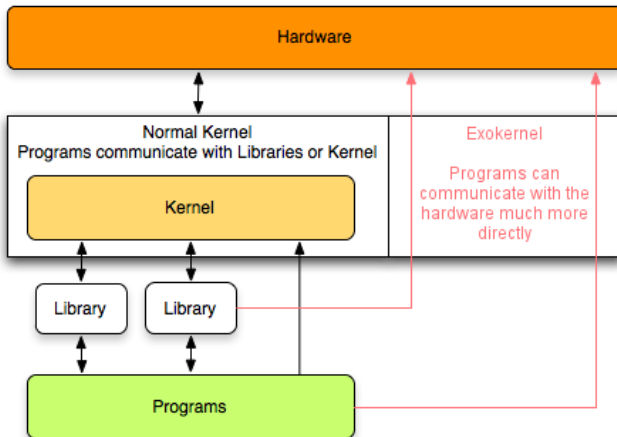 Hardware
Normal Kernel
Programs communicate with Libraries or Kernel
Kernel
Exokernel
Programs can
communicate with the
hardware much more
directly
Library
Library
Programs